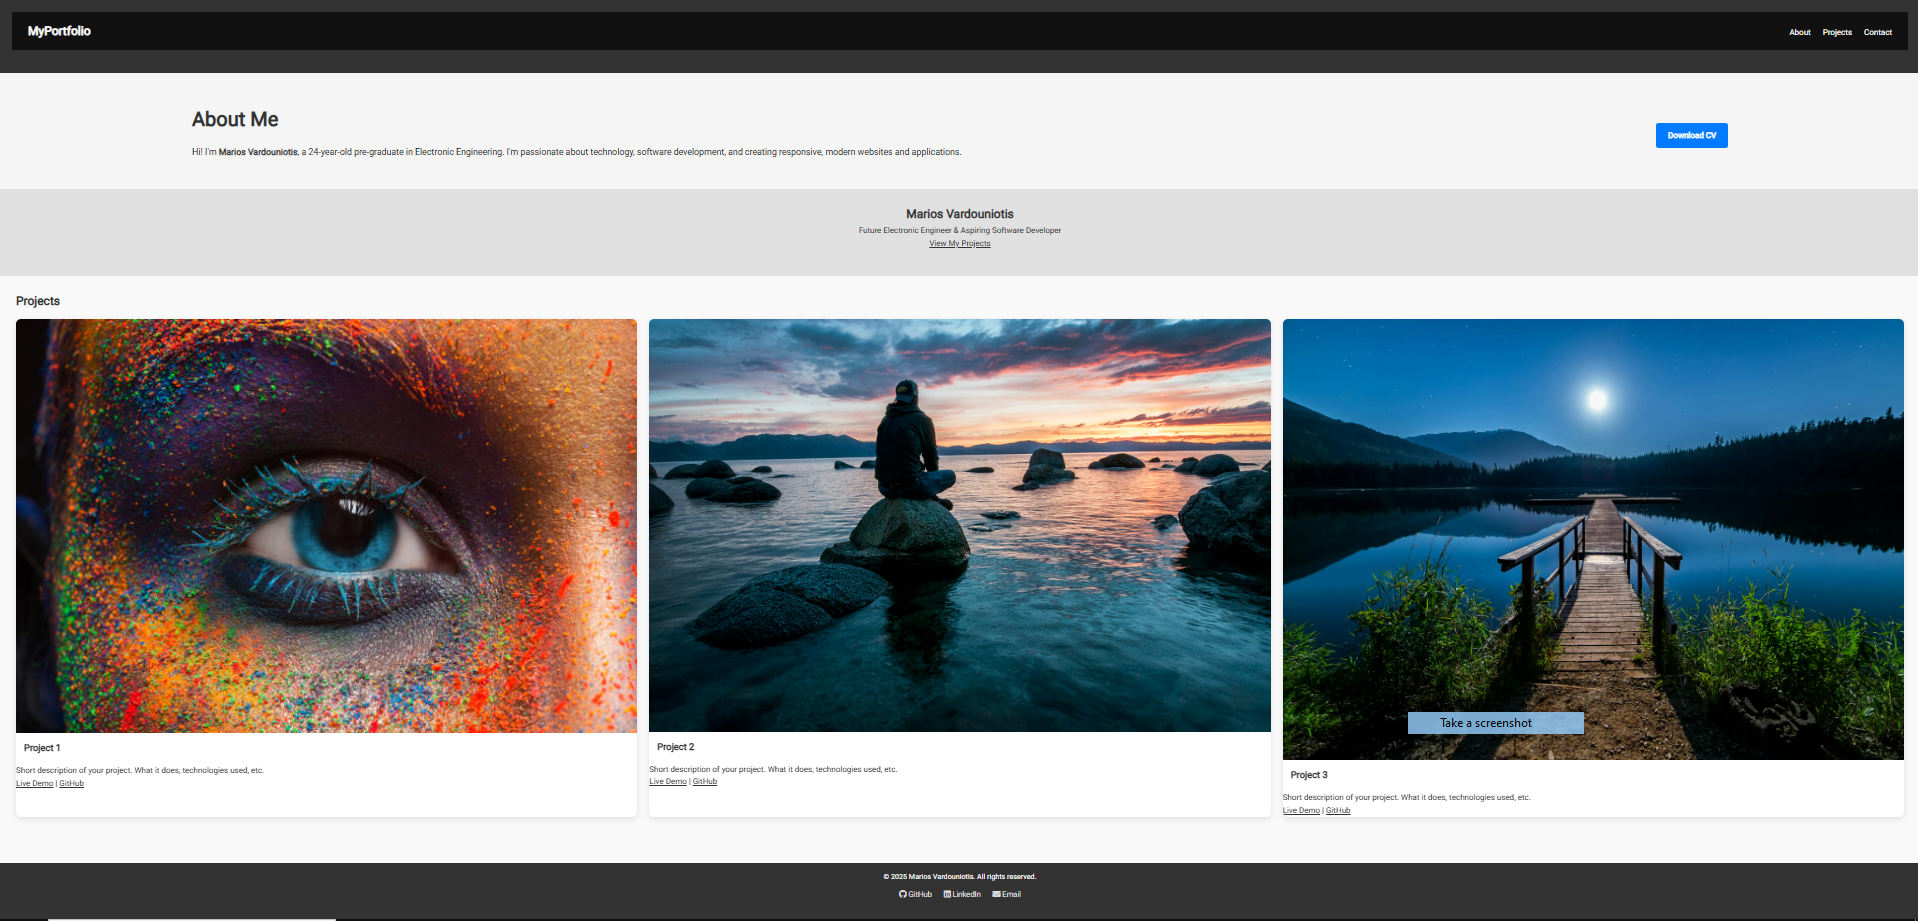 MyPortfolio
About Projects Contact
About Me
Hi! I'm Marios Vardouniotis, a 24-year-old pre-graduate in Electronic Engineering. I'm passionate about technology, software development, and creating responsive, modern websites and applications.
Download CV
Marios Vardouniotis
Future Electronic Engineer & Aspiring Software Developer
View My Projects
Projects
Project 1
Short description of your project. What it does, technologies used, etc.
Live Demo | GitHub
Project 2
Short description of your project. What it does, technologies used, etc.
Live Demo | GitHub
Take a screenshot
Project 3
Short description of your project. What it does, technologies used, etc.
Live Demo | GitHub
© 2025 Marios Vardouniotis. All rights reserved.
GitHub LinkedIn Email